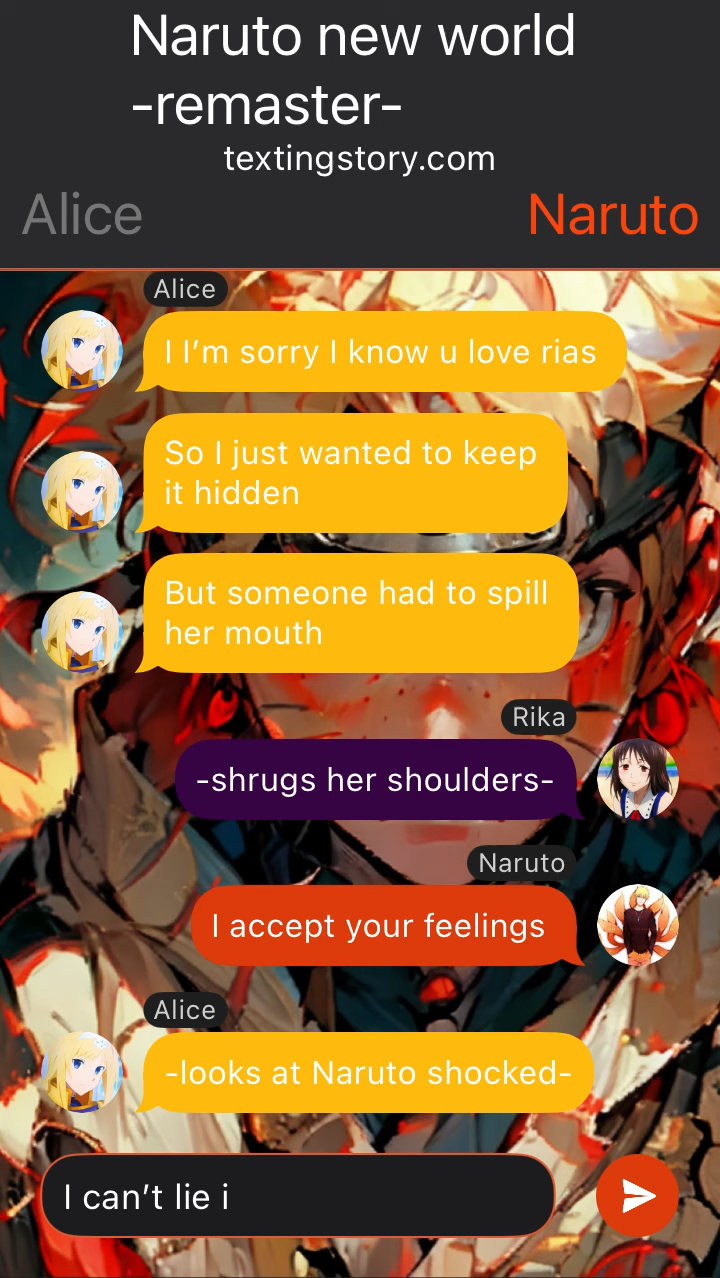 Naruto new world
-remaster-
textingstory.com
Alice
Naruto
Alice
I I’m sorry I know u love rias
So I just wanted to keep
it hidden
But someone had to spill
her mouth
Rika
-shrugs her shoulders-
Naruto
I accept your feelings
Alice
-looks at Naruto shocked-
I can’t lie i